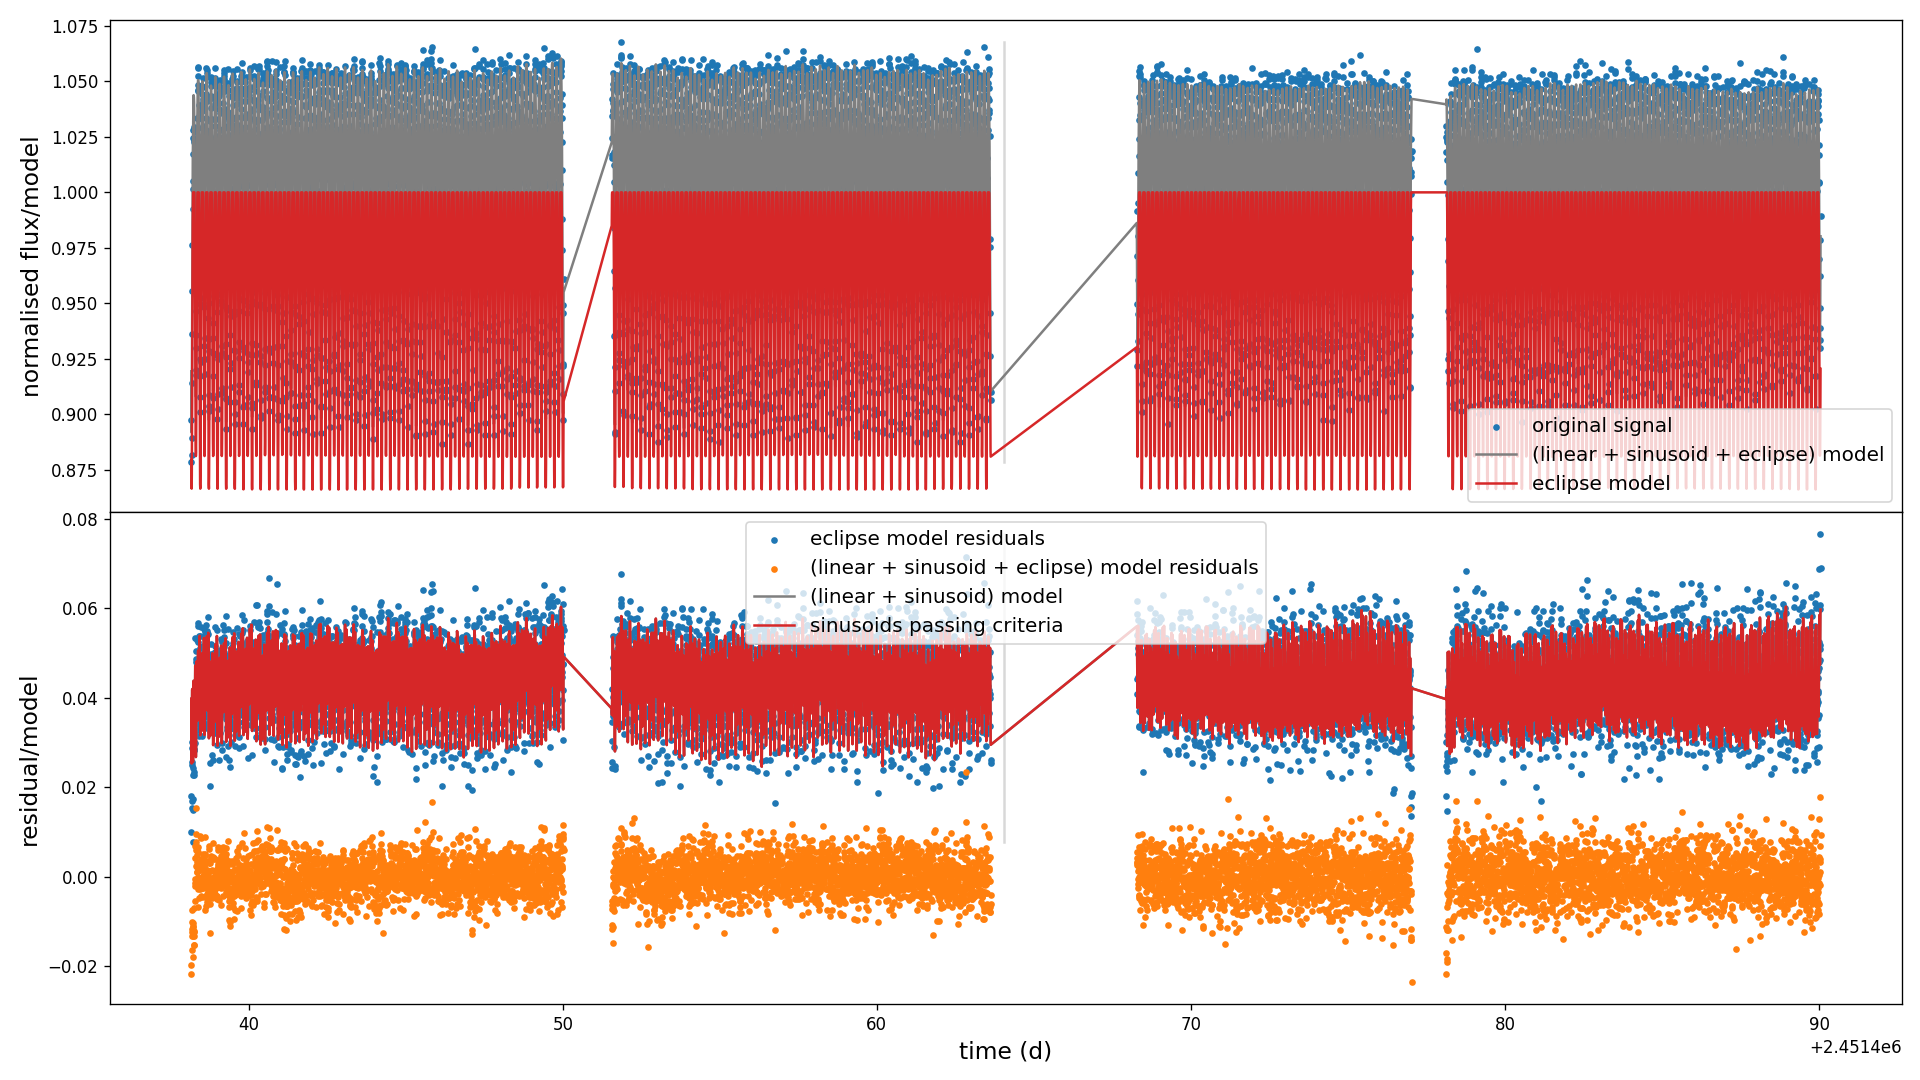 normalised flux/model
1.075
1.050
1.025
1.000
0.975
0.950
0.925
0.900
0.875
original signal
(linear + sinusoid + eclipse) model
eclipse model
residual/model
0.08
0.06
0.04
0.02
0.00
−0.02
eclipse model residuals
(linear + sinusoid + eclipse) model residuals
(linear + sinusoid) model
sinusoids passing criteria
40 50 60 70 80 90
time (d)
+2.4514e6